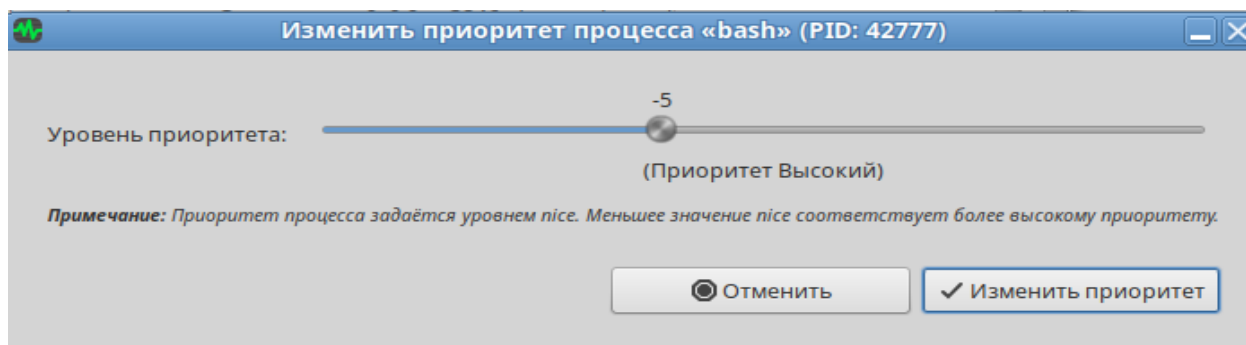 Изменить приоритет процесса «bash» (PID: 42777)
-5
Уровень приоритета:
(Приоритет Высокий)
Примечание: Приоритет процесса задаётся уровнем nice. Меньшее значение nice соответствует более высокому приоритету.
Отменить
Изменить приоритет